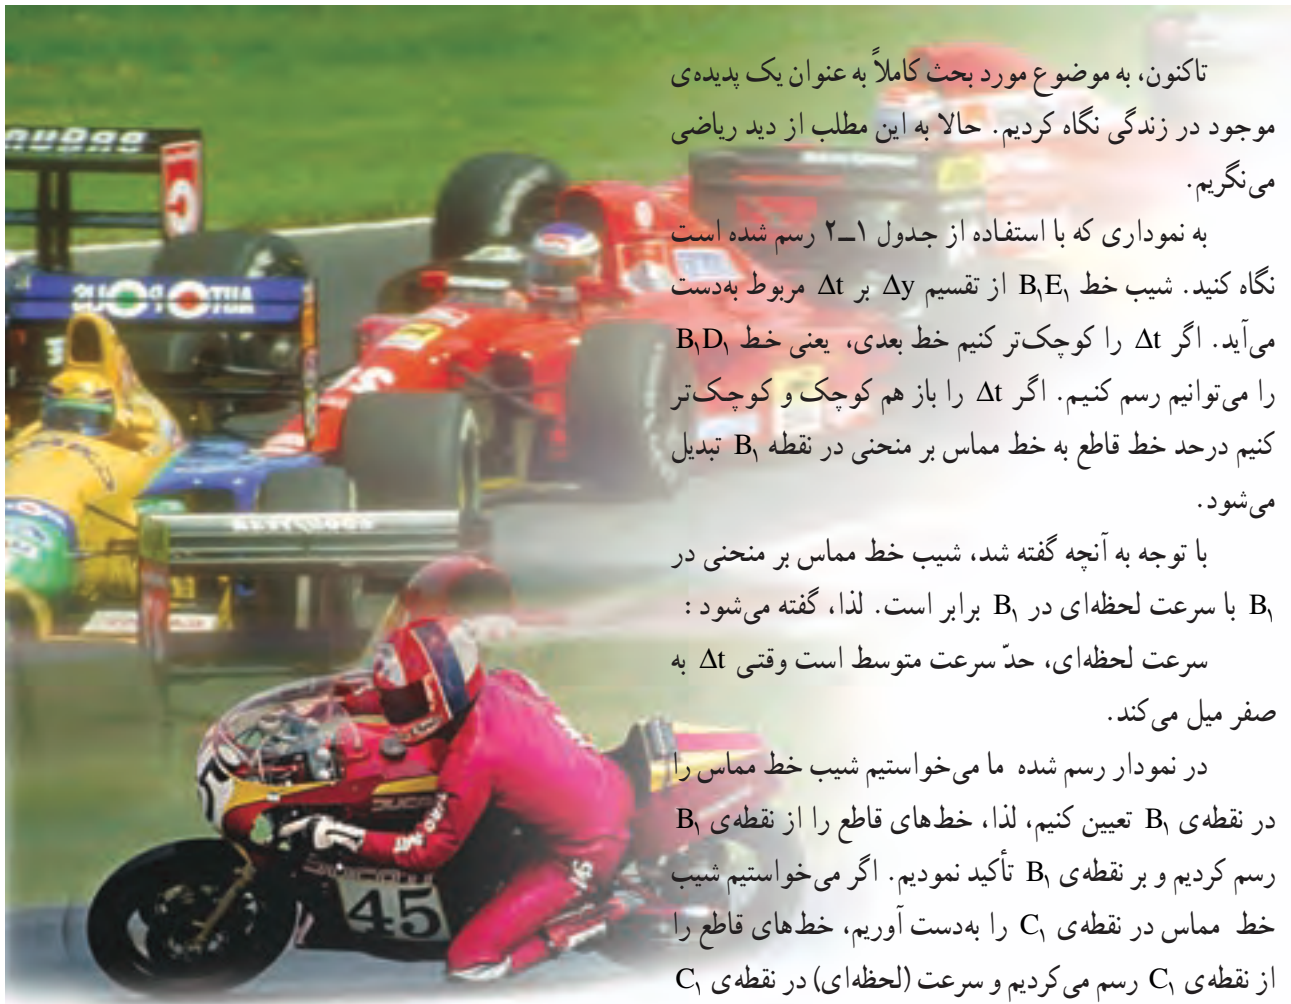 تاکنون، به موضوع مورد بحث کاملاً به عنوان یک پدیده‌ی
موجود در زندگی نگاه کردیم. حالا به این مطلب از دید ریاضی
می‌نگریم.
به نموداری که با استفاده از جدول ۱ــ۲ رسم شده است
نگاه کنید. شیب خط B₁E₁ از تقسیم Δy بر Δt مربوط به‌دست
می‌آید. اگر Δt را کوچک‌تر کنیم خط بعدی، یعنی خط B₁D₁
را می‌توانیم رسم کنیم. اگر Δt را باز هم کوچک و کوچک‌تر
کنیم درحد خط قاطع به خط مماس بر منحنی در نقطه B₁ تبدیل
می‌شود.
با توجه به آنچه گفته شد، شیب خط مماس بر منحنی در
B₁ با سرعت لحظه‌ای در B₁ برابر است. لذا، گفته می‌شود :
سرعت لحظه‌ای، حدّ سرعت متوسط است وقتی Δt به
صفر میل می‌کند.
در نمودار رسم شده ما می‌خواستیم شیب خط مماس را
در نقطه‌ی B₁ تعیین کنیم، لذا، خط‌های قاطع را از نقطه‌ی B₁
رسم کردیم و بر نقطه‌ی B₁ تأکید نمودیم. اگر می‌خواستیم شیب
خط مماس در نقطه‌ی C₁ را به‌دست آوریم، خط‌های قاطع را
از نقطه‌ی C₁ رسم می‌کردیم و سرعت (لحظه‌ای) در نقطه‌ی C₁
45